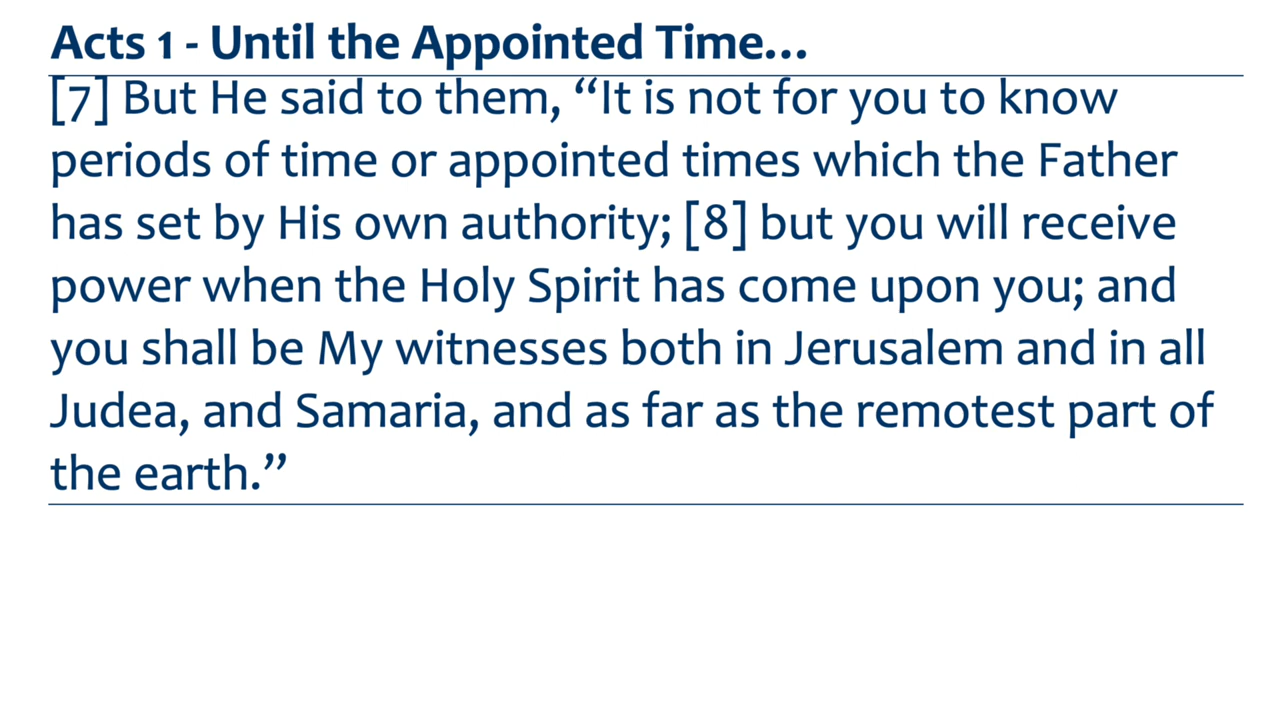 Acts 1 - Until the Appointed Time...
[7] But He said to them, “It is not for you to know
periods of time or appointed times which the Father
has set by His own authority; [8] but you will receive
power when the Holy Spirit has come upon you; and
you shall be My witnesses both in Jerusalem and in all
Judea, and Samaria, and as far as the remotest part of
the earth.”